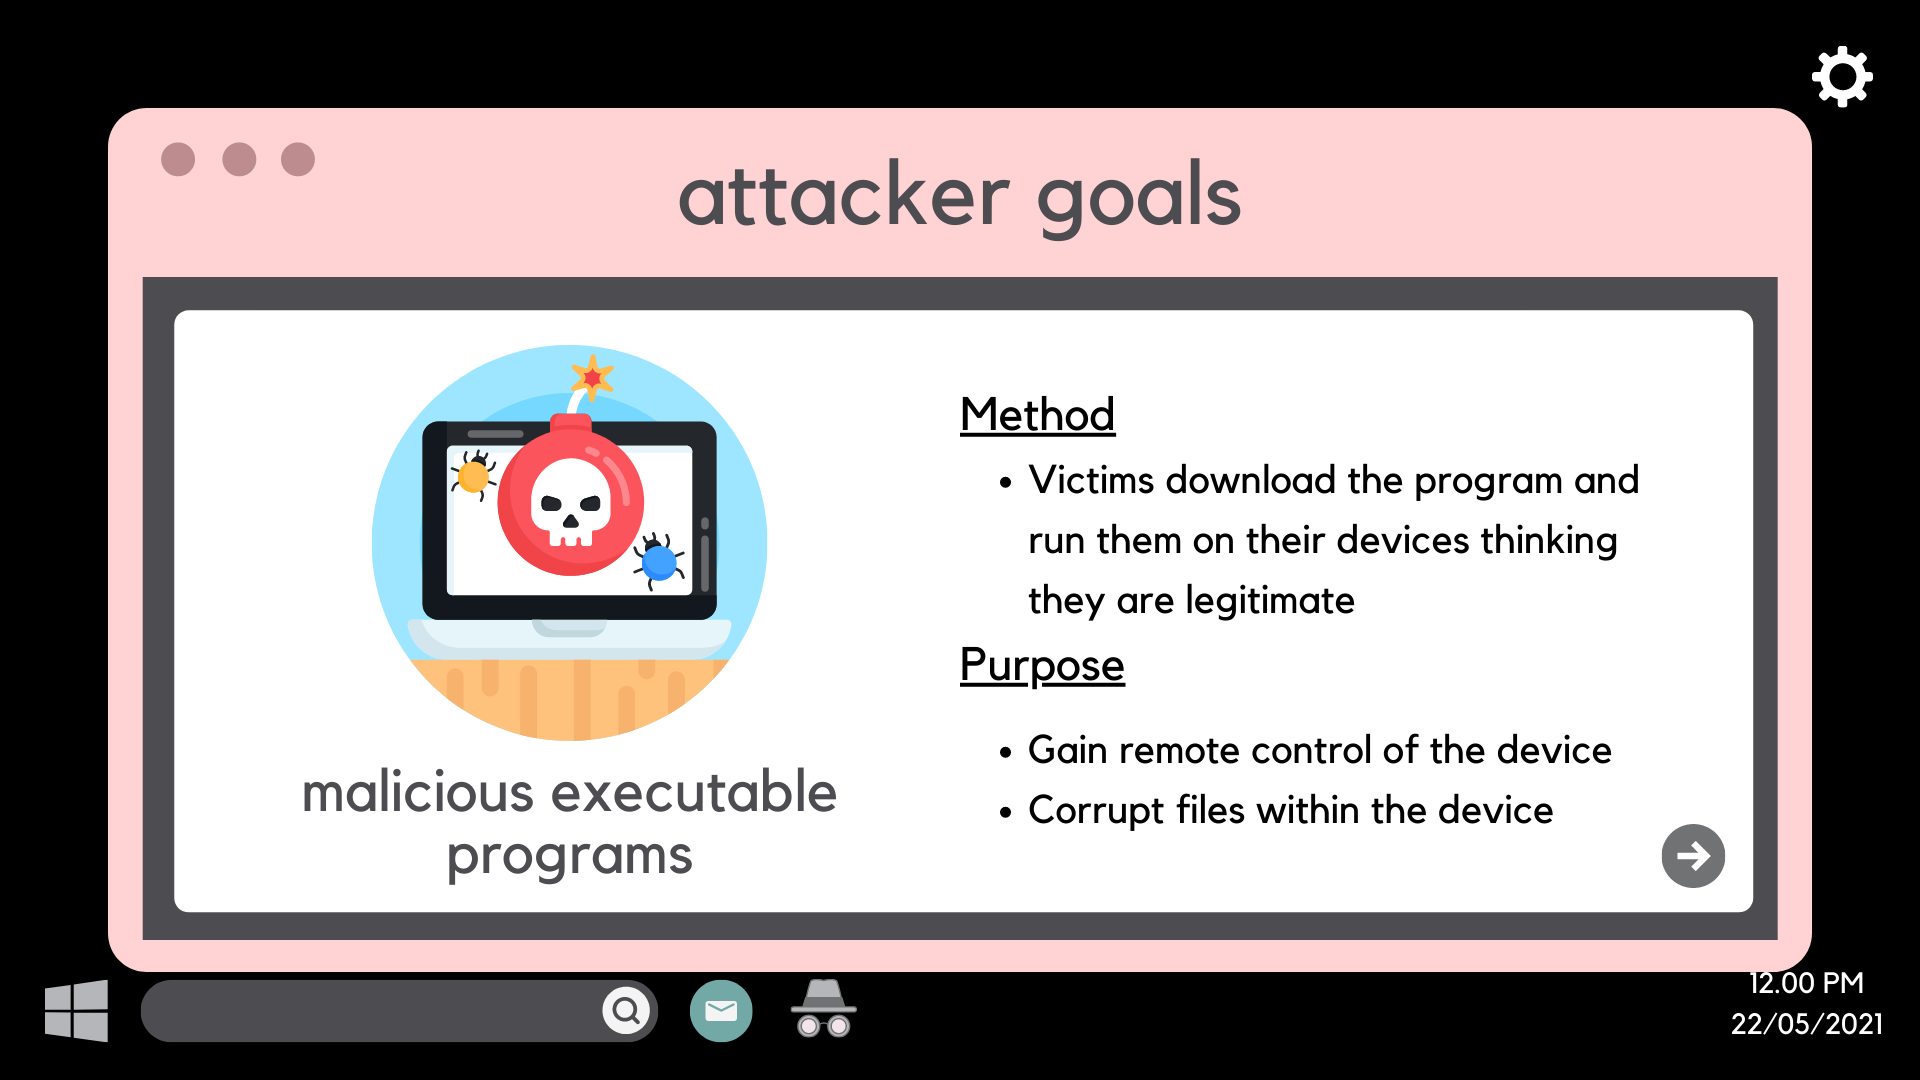 attacker goals
malicious executable
programs
Method
• Victims download the program and
run them on their devices thinking
they are legitimate
Purpose
• Gain remote control of the device
• Corrupt files within the device
12.00 PM
22/05/2021